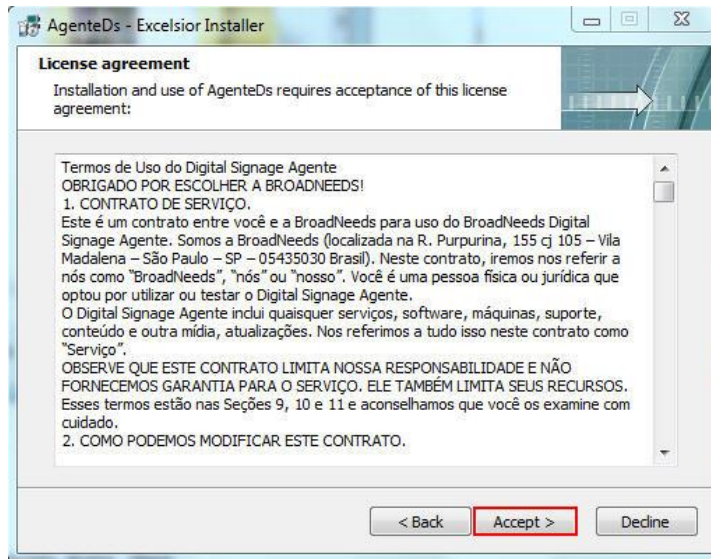 AgenteDs - Excelsior Installer
License agreement
Installation and use of AgenteDs requires acceptance of this license
agreement:
Termos de Uso do Digital Signage Agente
OBRIGADO POR ESCOLHER A BROADNEEDS!
1. CONTRATO DE SERVIÇO.
Este é um contrato entre você e a BroadNeeds para uso do BroadNeeds Digital
Signage Agente. Somos a BroadNeeds (localizada na R. Purpurina, 155 cj 105 – Vila
Madalena – São Paulo – SP – 05435030 Brasil). Neste contrato, iremos nos referir a
nós como “BroadNeeds”, “nós” ou “nosso”. Você é uma pessoa física ou jurídica que
optou por utilizar ou testar o Digital Signage Agente.
O Digital Signage Agente inclui quaisquer serviços, software, máquinas, suporte,
conteúdo e outra mídia, atualizações. Nos referimos a tudo isso neste contrato como
“Serviço”.
OBSERVE QUE ESTE CONTRATO LIMITA NOSSA RESPONSABILIDADE E NÃO
FORNECEMOS GARANTIA PARA O SERVIÇO. ELE TAMBÉM LIMITA SEUS RECURSOS.
Esses termos estão nas Seções 9, 10 e 11 e aconselhamos que você os examine com
cuidado.
2. COMO PODEMOS MODIFICAR ESTE CONTRATO.
< Back
Accept >
Decline